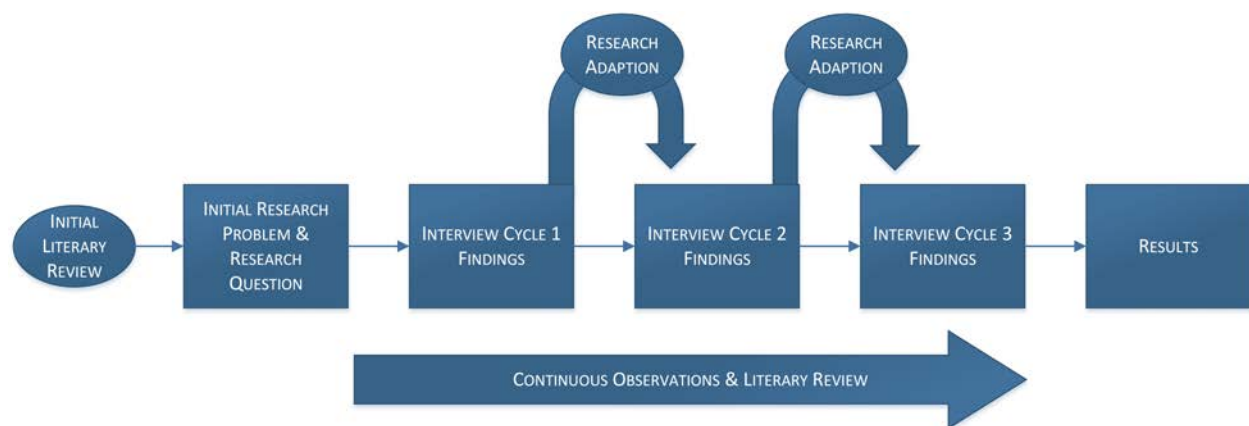 RESEARCH
ADAPTION
RESEARCH
ADAPTION
INITIAL
LITERARY
REVIEW
INITIAL RESEARCH
PROBLEM &
RESEARCH
QUESTION
INTERVIEW CYCLE 1
FINDINGS
INTERVIEW CYCLE 2
FINDINGS
INTERVIEW CYCLE 3
FINDINGS
RESULTS
CONTINUOUS OBSERVATIONS & LITERARY REVIEW